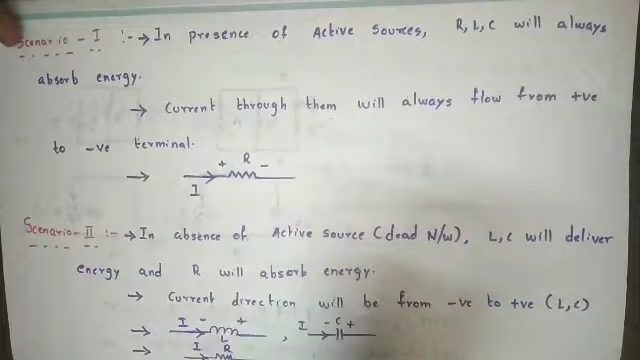 Scenario - I :- → In presence of Active Sources, R, L, C will always
absorb energy.
→ Current through them will always flow from +ve
to -ve terminal.
→ I + R -
Scenario - II :- → In absence of Active source (dead N/w), L, C will deliver
energy and R will absorb energy.
→ Current direction will be from -ve to +ve (L, C)
→ I - L + , I - C +
→ I R